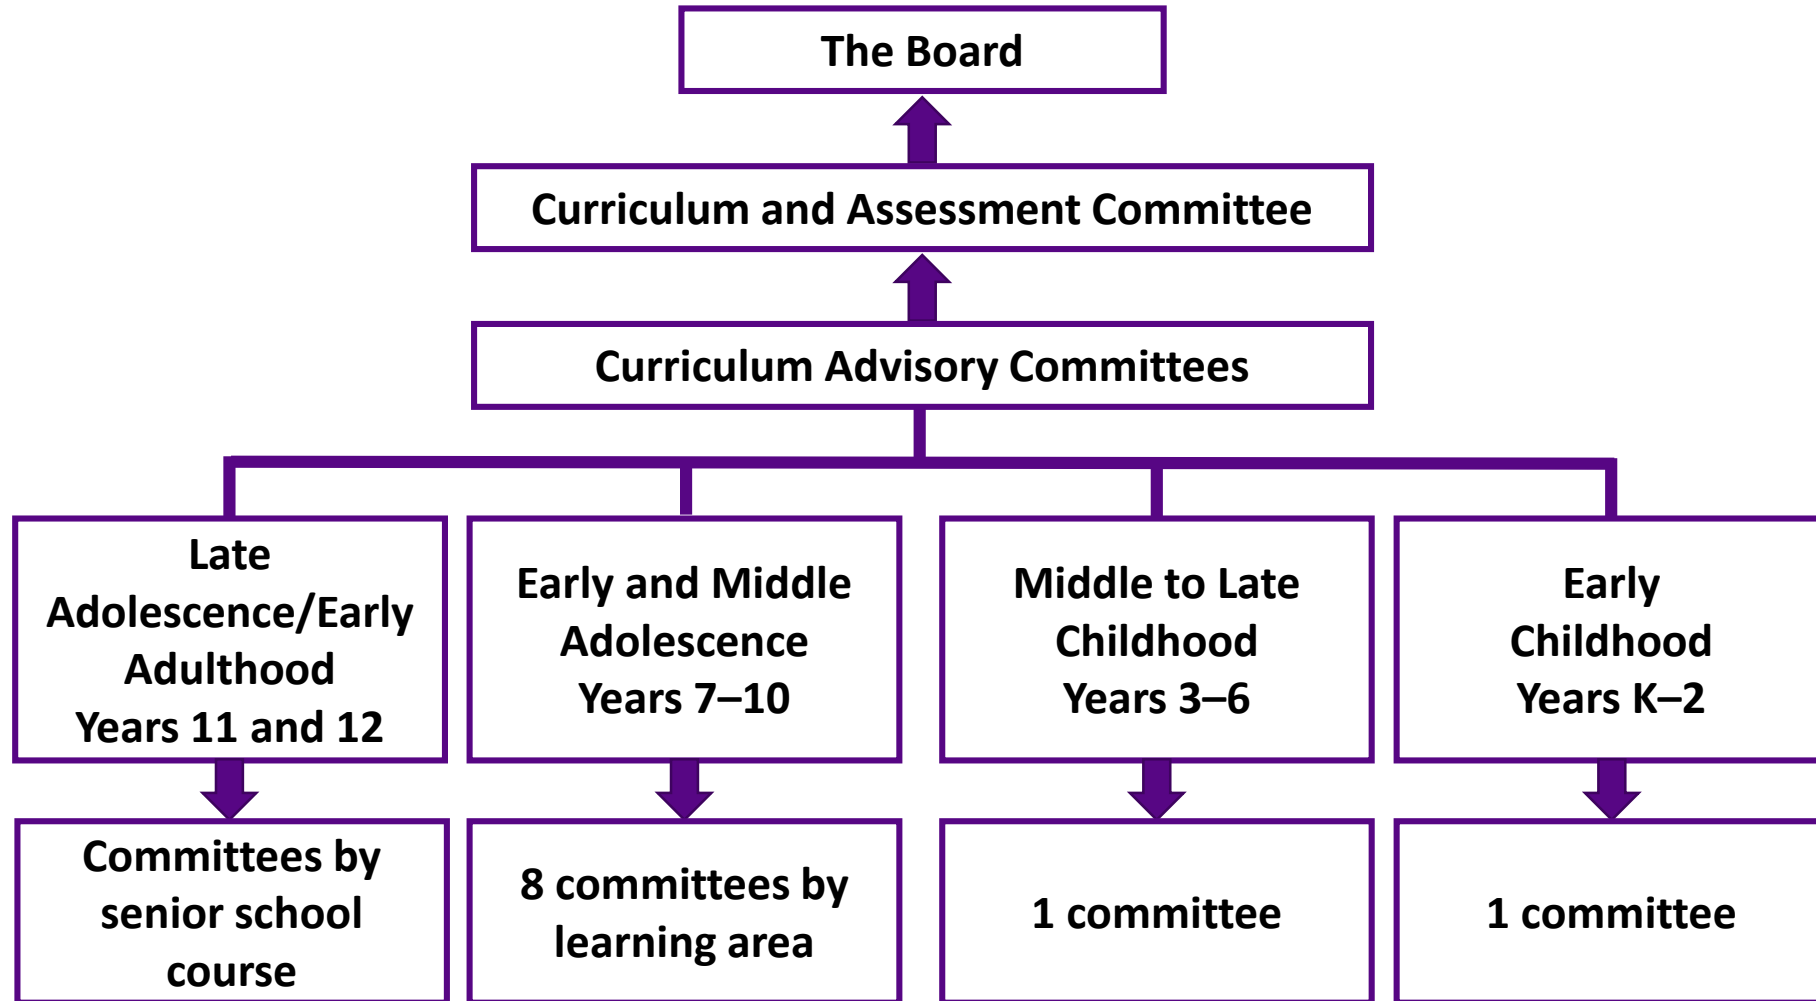 The Board
Curriculum and Assessment Committee
Curriculum Advisory Committees
Late
Adolescence/Early
Adulthood
Years 11 and 12
Early and Middle
Adolescence
Years 7–10
Middle to Late
Childhood
Years 3–6
Early
Childhood
Years K–2
Committees by
senior school
course
8 committees by
learning area
1 committee
1 committee